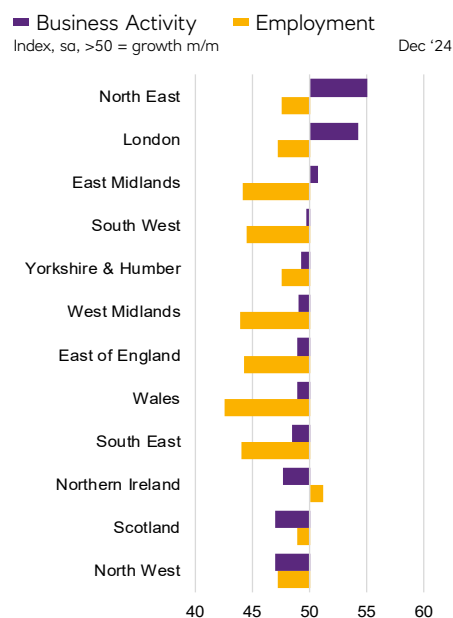 Business Activity Employment
Index, sa, >50 = growth m/m Dec ‘24
North East
London
East Midlands
South West
Yorkshire & Humber
West Midlands
East of England
Wales
South East
Northern Ireland
Scotland
North West
40 45 50 55 60